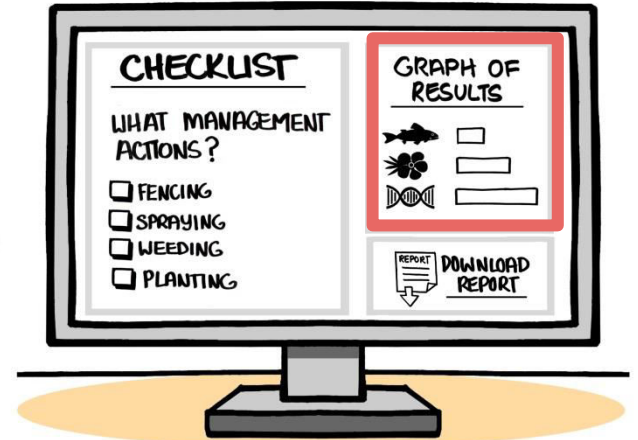 CHECKLIST
WHAT MANAGEMENT
ACTIONS?
FENCING
SPRAYING
WEEDING
PLANTING
GRAPH OF
RESULTS
REPORT
DOWNLOAD
REPORT